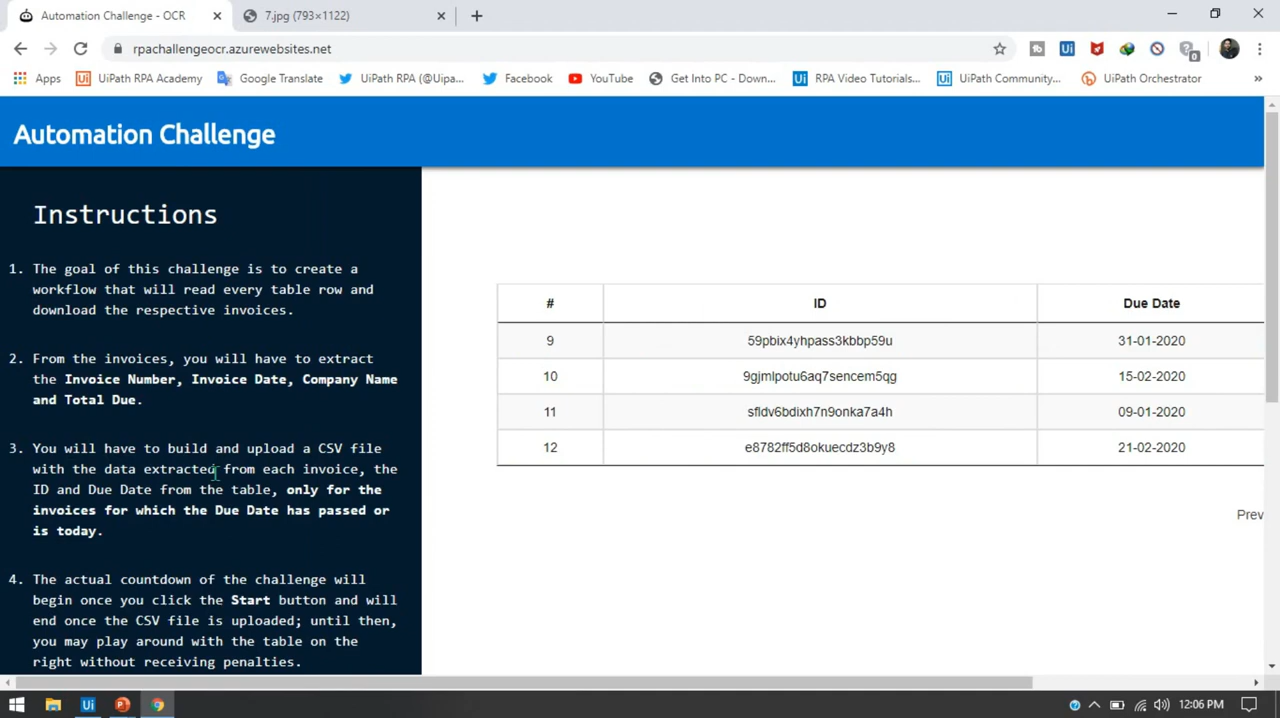 Automation Challenge - OCR
7.jpg (793×1122)
rpachallengeocr.azurewebsites.net
Apps
UiPath RPA Academy
Google Translate
UiPath RPA (@Uipa...
Facebook
YouTube
Get Into PC - Down...
RPA Video Tutorials...
UiPath Community...
UiPath Orchestrator
»
Automation Challenge
Instructions
1. The goal of this challenge is to create a
workflow that will read every table row and
download the respective invoices.
2. From the invoices, you will have to extract
the Invoice Number, Invoice Date, Company Name
and Total Due.
3. You will have to build and upload a CSV file
with the data extracted from each invoice, the
ID and Due Date from the table, only for the
invoices for which the Due Date has passed or
is today.
4. The actual countdown of the challenge will
begin once you click the Start button and will
end once the CSV file is uploaded; until then,
you may play around with the table on the
right without receiving penalties.
# ID Due Date
9 59pbix4yhpass3kbbp59u 31-01-2020
10 9gjmlpotu6aq7sencem5qg 15-02-2020
11 sfldv6bdixh7n9onka7a4h 09-01-2020
12 e8782ff5d8okuecdz3b9y8 21-02-2020
Prev
12:06 PM